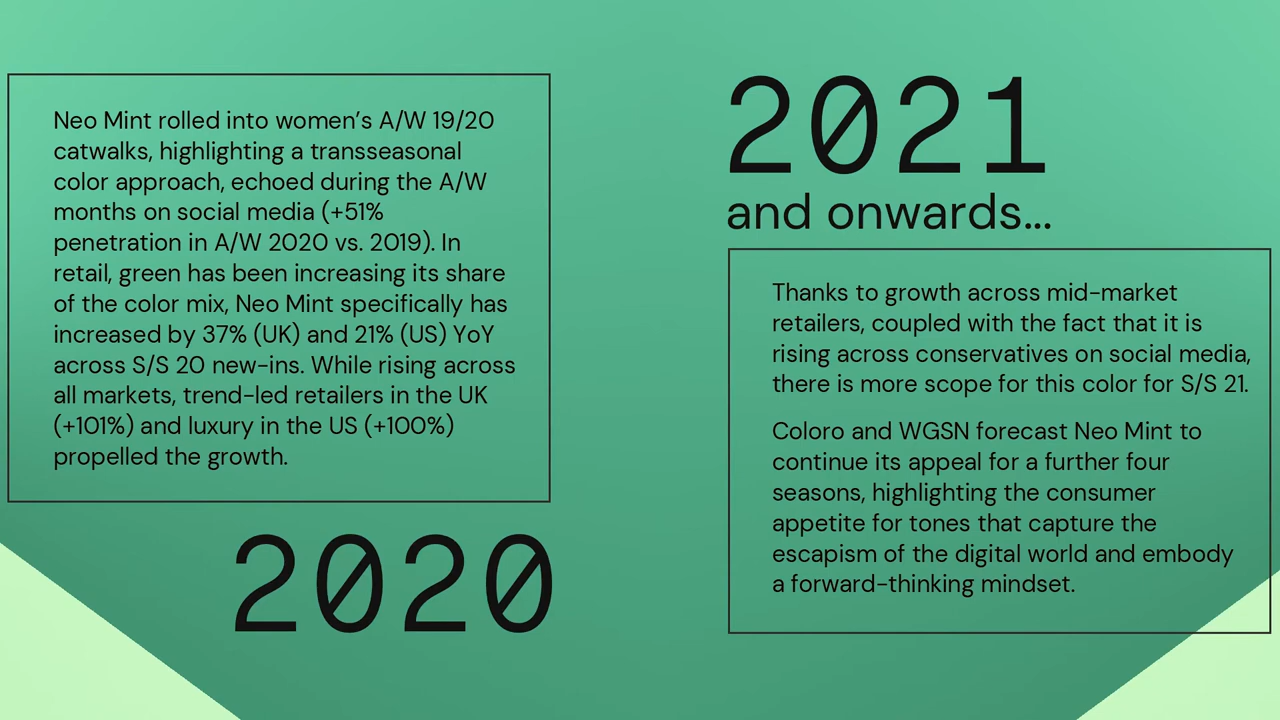 Neo Mint rolled into women’s A/W 19/20
catwalks, highlighting a transseasonal
color approach, echoed during the A/W
months on social media (+51%
penetration in A/W 2020 vs. 2019). In
retail, green has been increasing its share
of the color mix, Neo Mint specifically has
increased by 37% (UK) and 21% (US) YoY
across S/S 20 new-ins. While rising across
all markets, trend-led retailers in the UK
(+101%) and luxury in the US (+100%)
propelled the growth.
2020
2021
and onwards...
Thanks to growth across mid-market
retailers, coupled with the fact that it is
rising across conservatives on social media,
there is more scope for this color for S/S 21.
Coloro and WGSN forecast Neo Mint to
continue its appeal for a further four
seasons, highlighting the consumer
appetite for tones that capture the
escapism of the digital world and embody
a forward-thinking mindset.